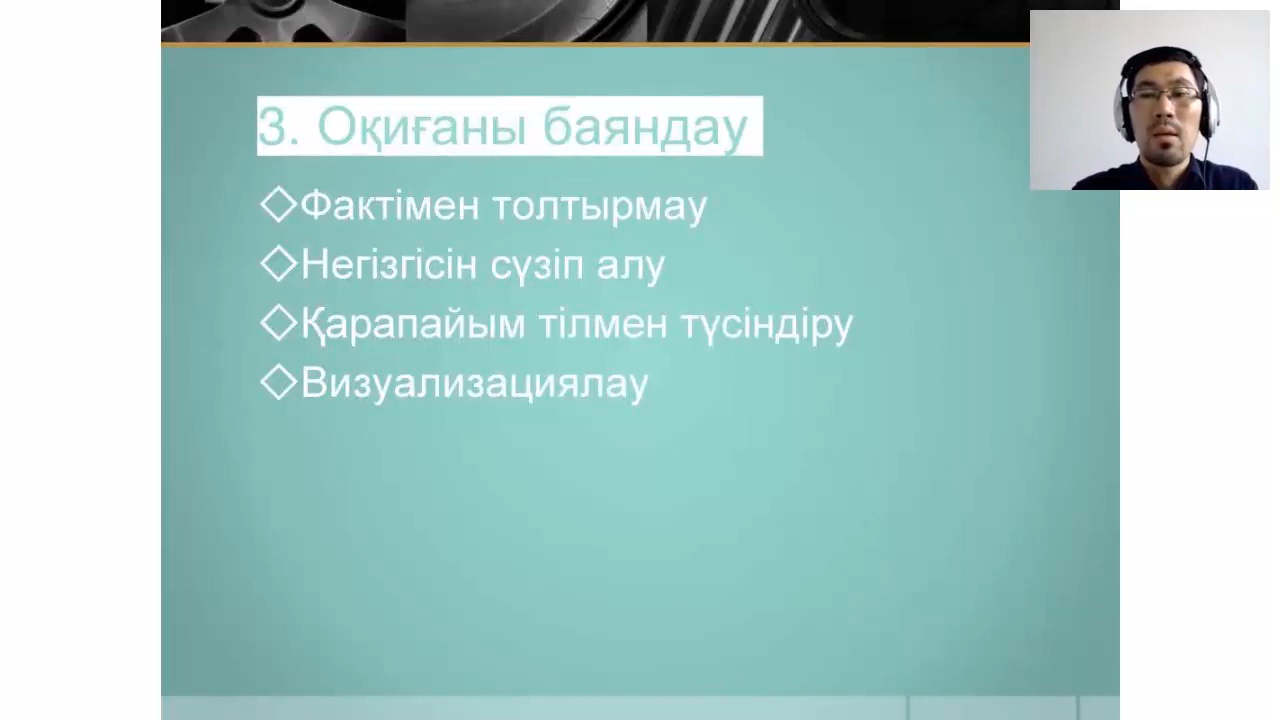 3. Оқиғаны баяндау
Фактімен толтырмау
Негізгісін сүзіп алу
Қарапайым тілмен түсіндіру
Визуализациялау